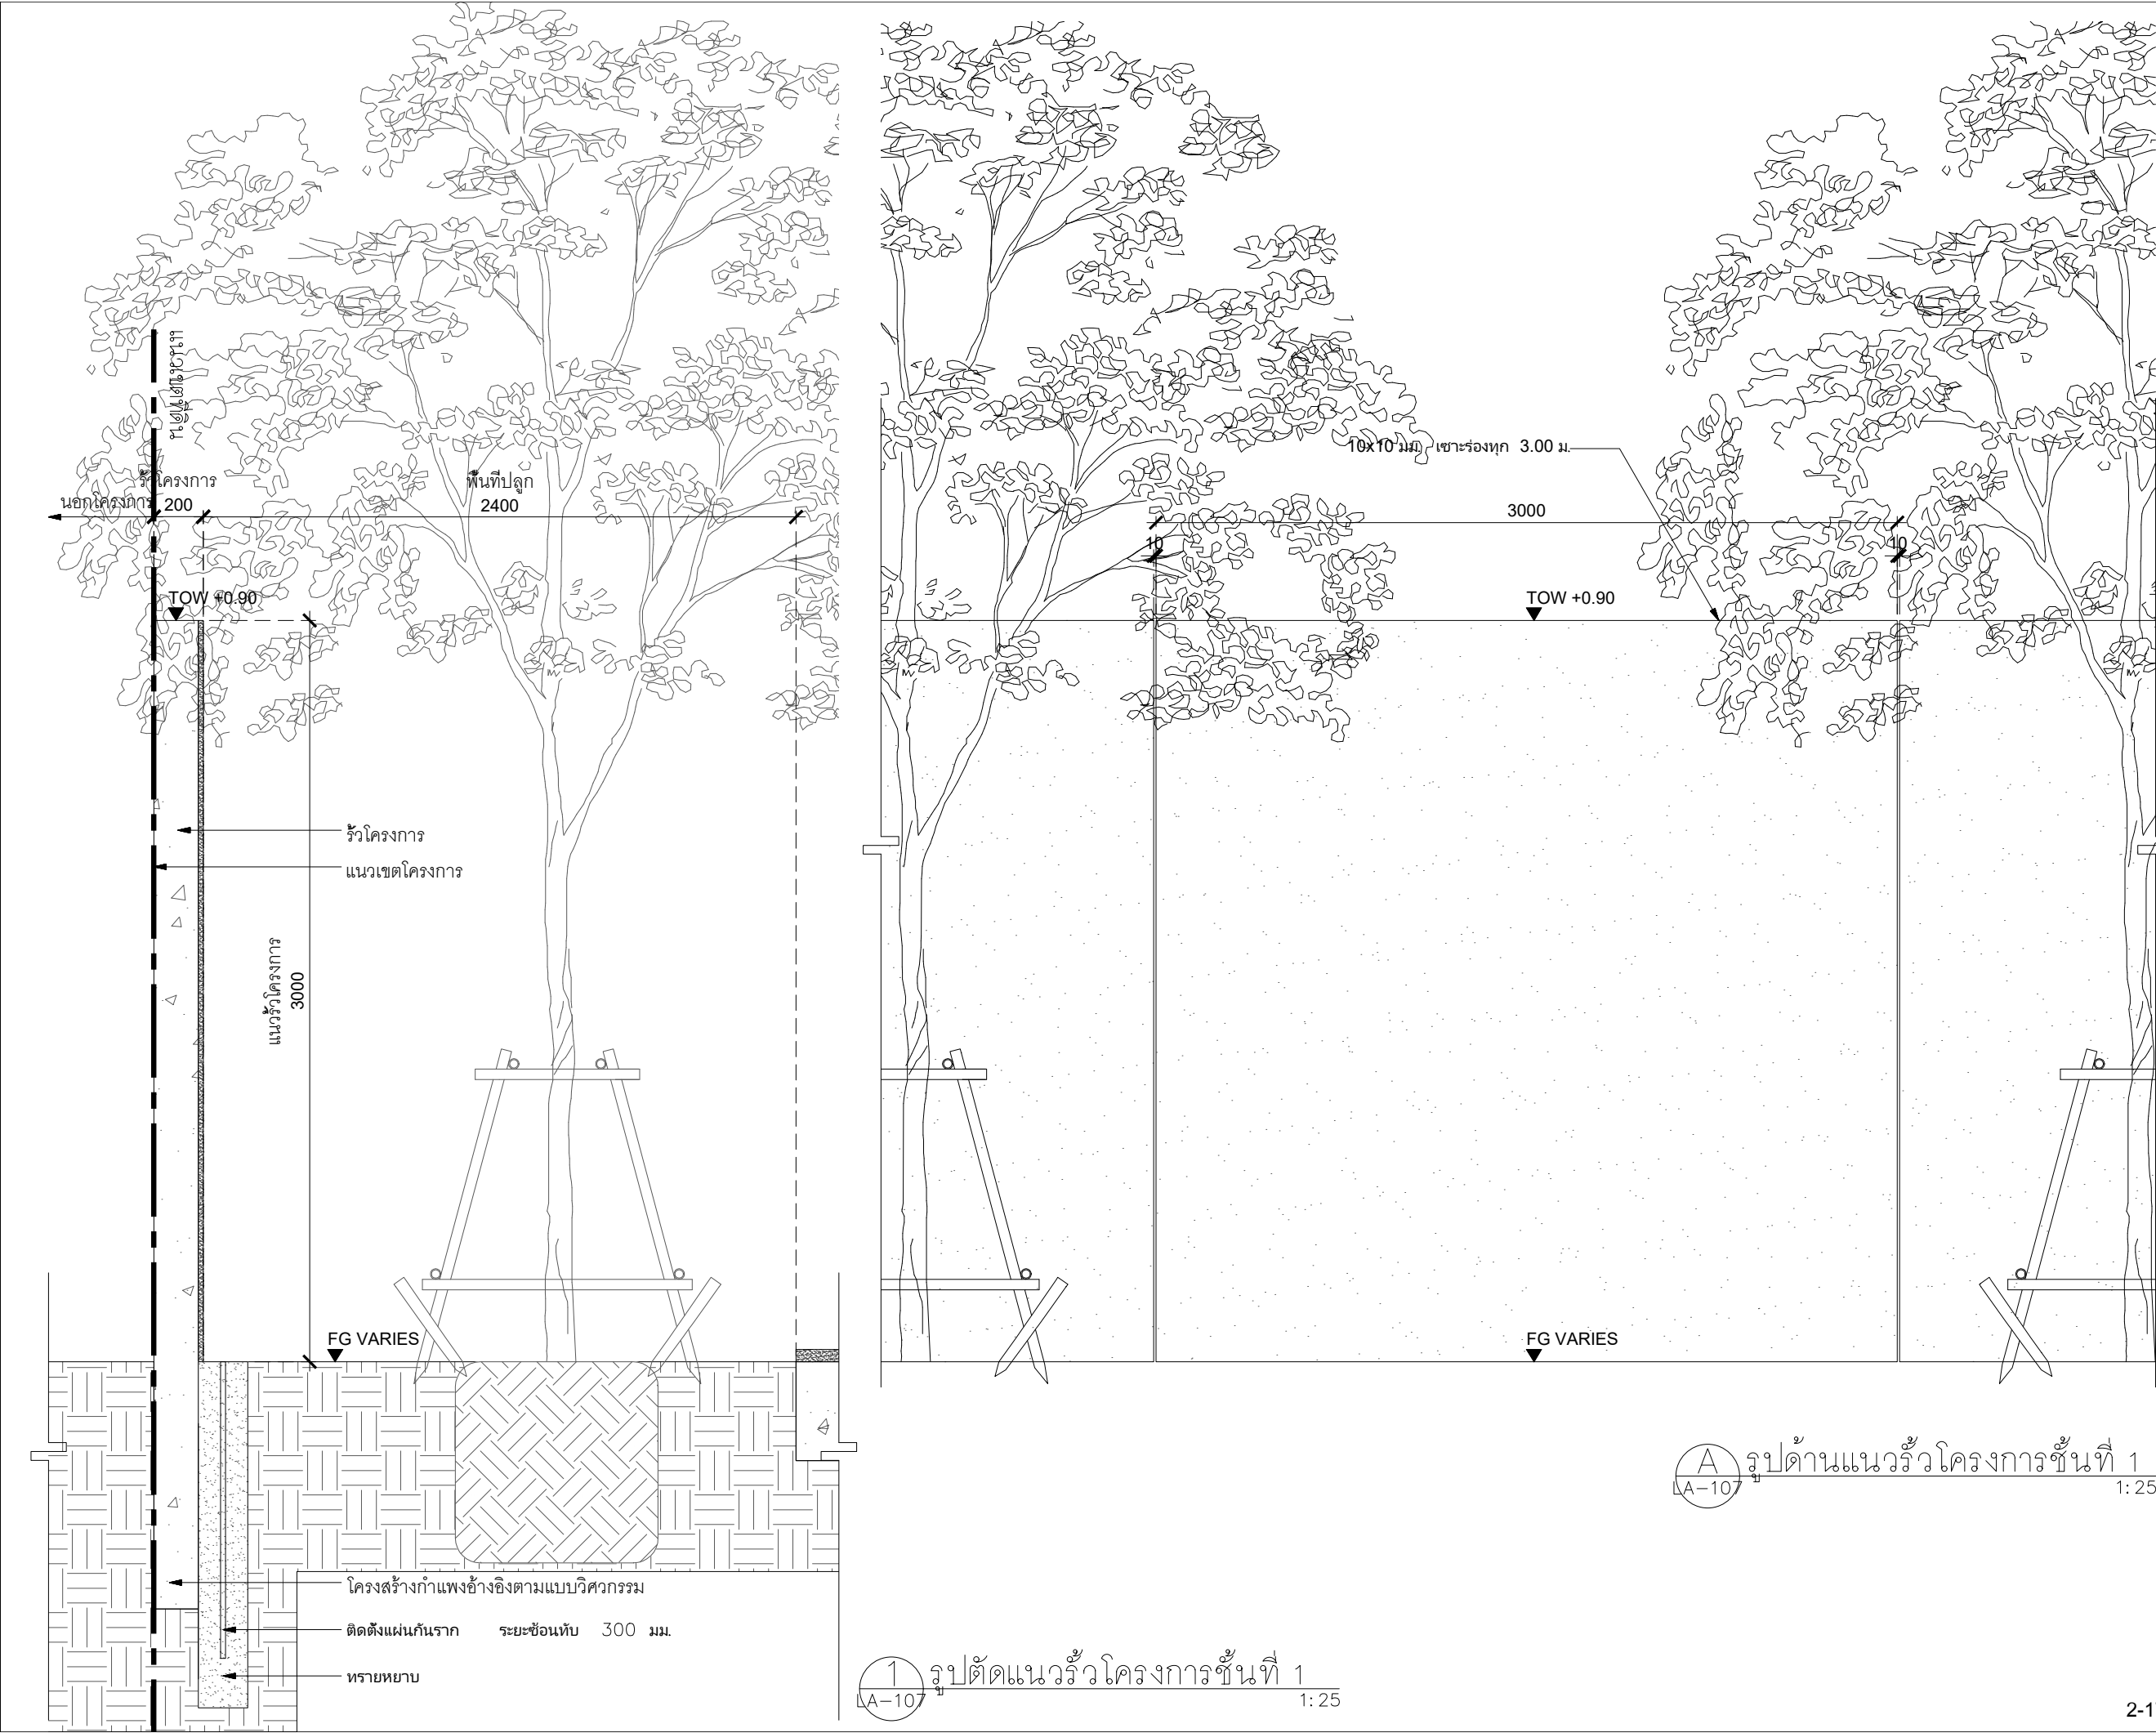 แนวเขตที่ดิน
รั้วโครงการ
นอกโครงการ
200
พื้นที่ปลูก
2400
TOW +0.90
รั้วโครงการ
แนวเขตโครงการ
แนวรั้วโครงการ
3000
FG VARIES
โครงสร้างกำแพงอ้างอิงตามแบบวิศวกรรม
ติดตั้งแผ่นกันราก ระยะซ้อนทับ 300 มม.
ทรายหยาบ
1
LA-107
รูปตัดแนวรั้วโครงการชั้นที่ 1
1:25
10x10 มม. เซาะร่องทุก 3.00 ม.
3000
10
10
TOW +0.90
FG VARIES
A
LA-107
รูปด้านแนวรั้วโครงการชั้นที่ 1
1:25
2-1